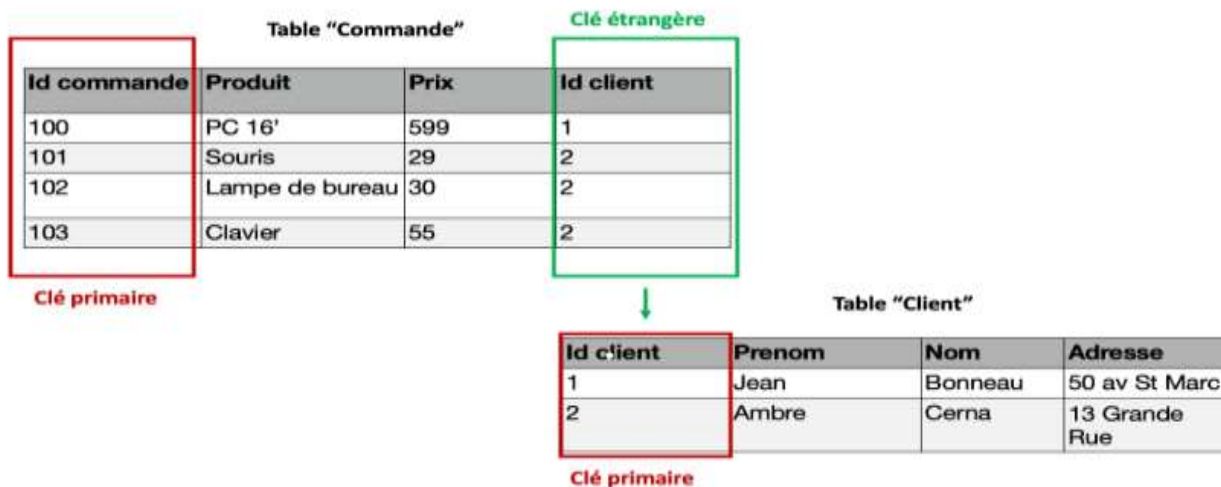 Clé étrangère
Table “Commande”
Id commande Produit Prix Id client
100 PC 16' 599 1
101 Souris 29 2
102 Lampe de bureau 30 2
103 Clavier 55 2
Clé primaire
Table “Client”
Id client Prenom Nom Adresse
1 Jean Bonneau 50 av St Marc
2 Ambre Cerna 13 Grande
Rue
Clé primaire